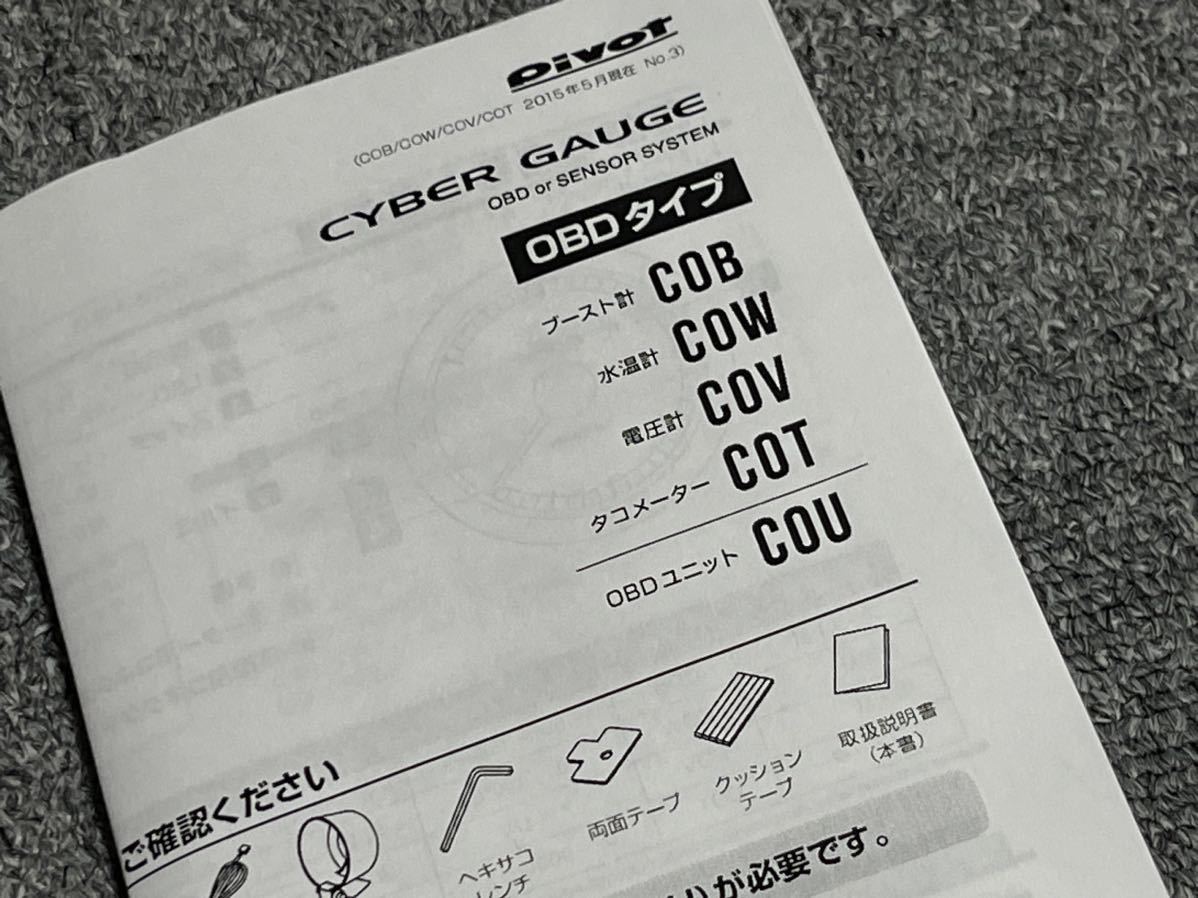 pivot
(COB/COW/COV/COT 2015年5月現在 No.3)
CYBER GAUGE
OBD or SENSOR SYSTEM
OBDタイプ
ブースト計 COB
水温計 COW
電圧計 COV
タコメーター COT
OBDユニット COU
ご確認ください
ヘキサコ
レンチ
両面テープ
クッション
テープ
取扱説明書
(本書)
が必要です。